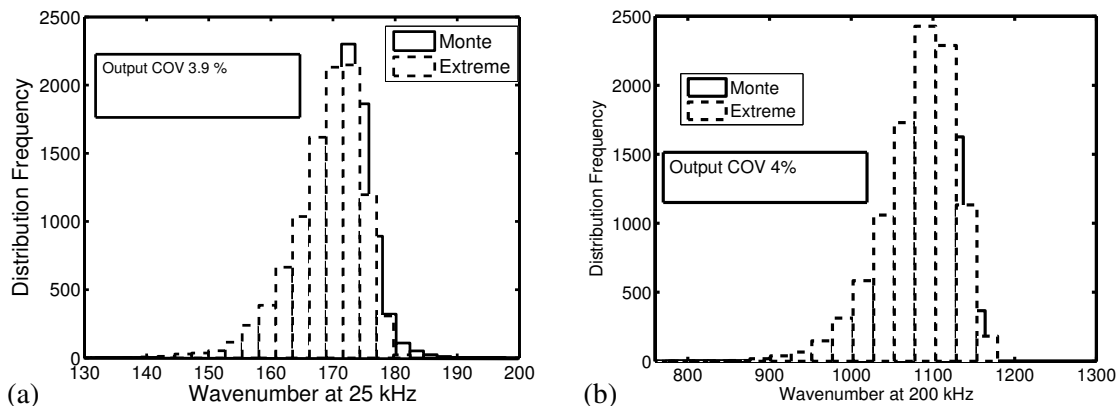 2500
2000
1500
1000
500
0
Distribution Frequency
Output COV 3.9 %
Monte
Extreme
130 140 150 160 170 180 190 200
Wavenumber at 25 kHz
(a)
2500
2000
1500
1000
500
0
Distribution Frequency
Monte
Extreme
Output COV 4%
800 900 1000 1100 1200 1300
Wavenumber at 200 kHz
(b)